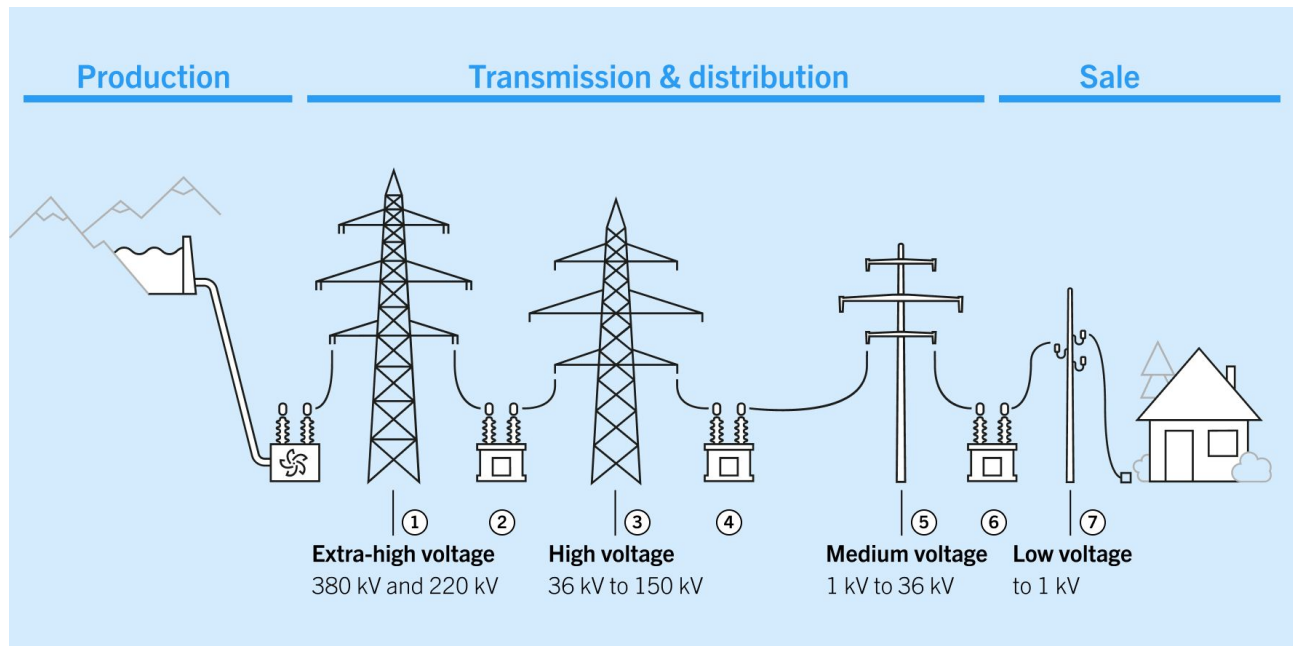 Production
Transmission & distribution
Sale
1
2
3
4
5
6
7
Extra-high voltage
380 kV and 220 kV
High voltage
36 kV to 150 kV
Medium voltage
1 kV to 36 kV
Low voltage
to 1 kV